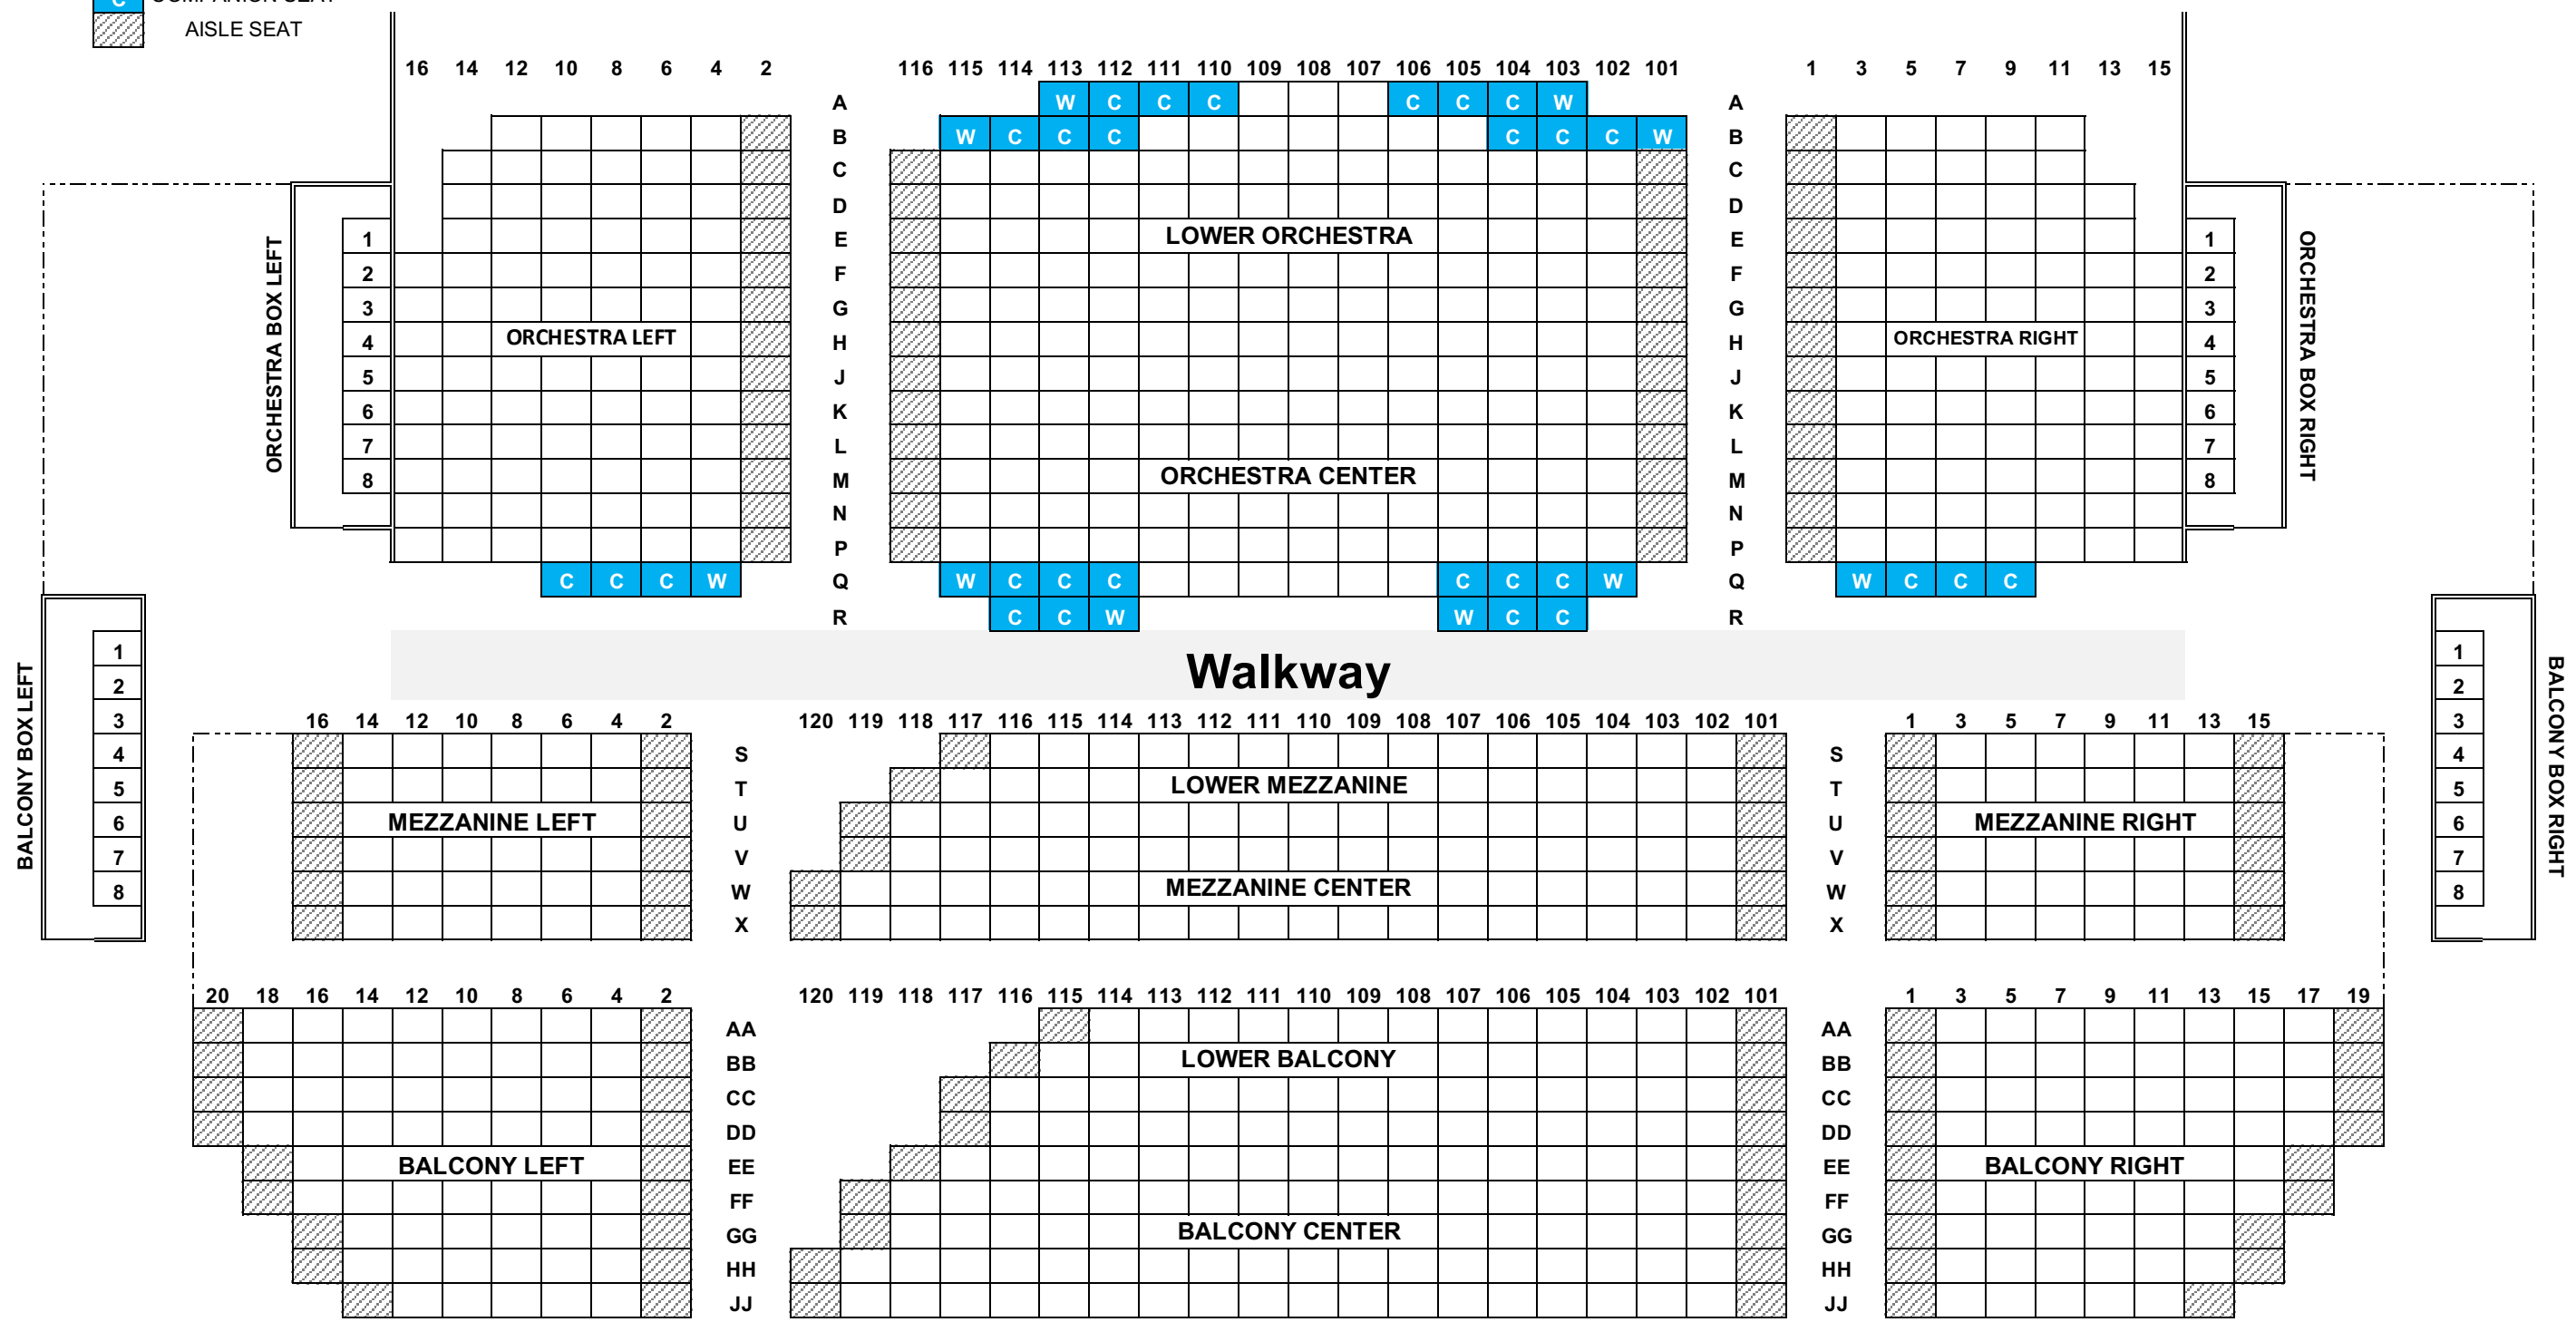 C COMPANION SEAT
AISLE SEAT
16 14 12 10 8 6 4 2 116 115 114 113 112 111 110 109 108 107 106 105 104 103 102 101 1 3 5 7 9 11 13 15
A W C C C C C C W A
B W C C C C C C W B
C C
D D
1 E LOWER ORCHESTRA E 1
2 F F 2
3 G G 3
4 ORCHESTRA LEFT H H ORCHESTRA RIGHT 4
5 J J 5
6 K K 6
7 L L 7
8 M ORCHESTRA CENTER M 8
N N
P P
C C C W Q W C C C C C C W Q W C C C
R C C W W C C R
ORCHESTRA BOX LEFT
ORCHESTRA BOX RIGHT
Walkway
BALCONY BOX LEFT
1
2
3
4
5
6
7
8
BALCONY BOX RIGHT
1
2
3
4
5
6
7
8
16 14 12 10 8 6 4 2 120 119 118 117 116 115 114 113 112 111 110 109 108 107 106 105 104 103 102 101 1 3 5 7 9 11 13 15
S S
T LOWER MEZZANINE T
MEZZANINE LEFT U U MEZZANINE RIGHT
V V
W MEZZANINE CENTER W
X X
20 18 16 14 12 10 8 6 4 2 120 119 118 117 116 115 114 113 112 111 110 109 108 107 106 105 104 103 102 101 1 3 5 7 9 11 13 15 17 19
AA AA
BB LOWER BALCONY BB
CC CC
DD DD
BALCONY LEFT EE EE BALCONY RIGHT
FF FF
GG BALCONY CENTER GG
HH HH
JJ JJ